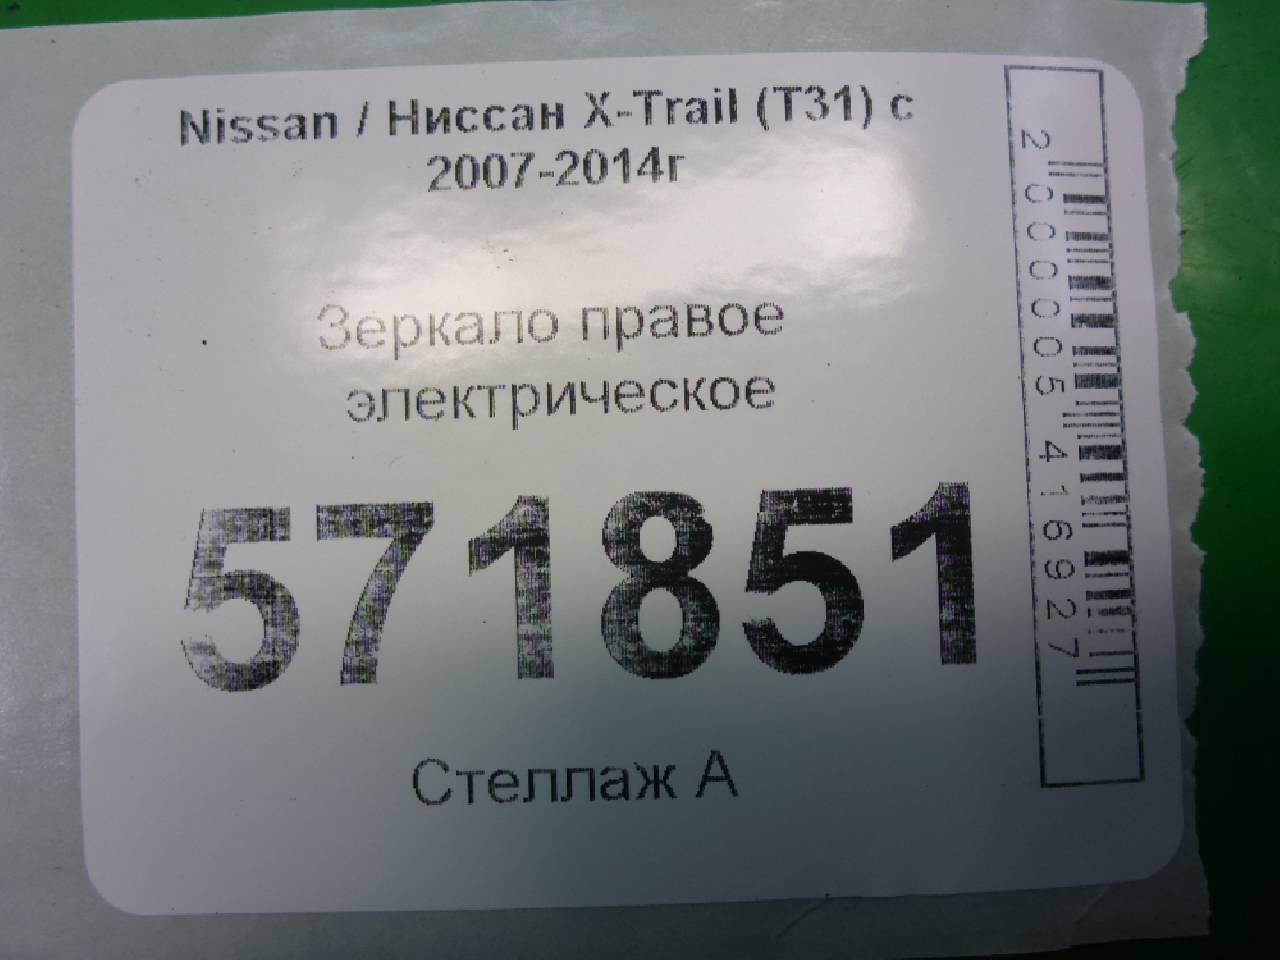 Nissan / Ниссан X-Trail (T31) с
2007-2014г
Зеркало правое
электрическое
571851
Стеллаж А
2000005416927